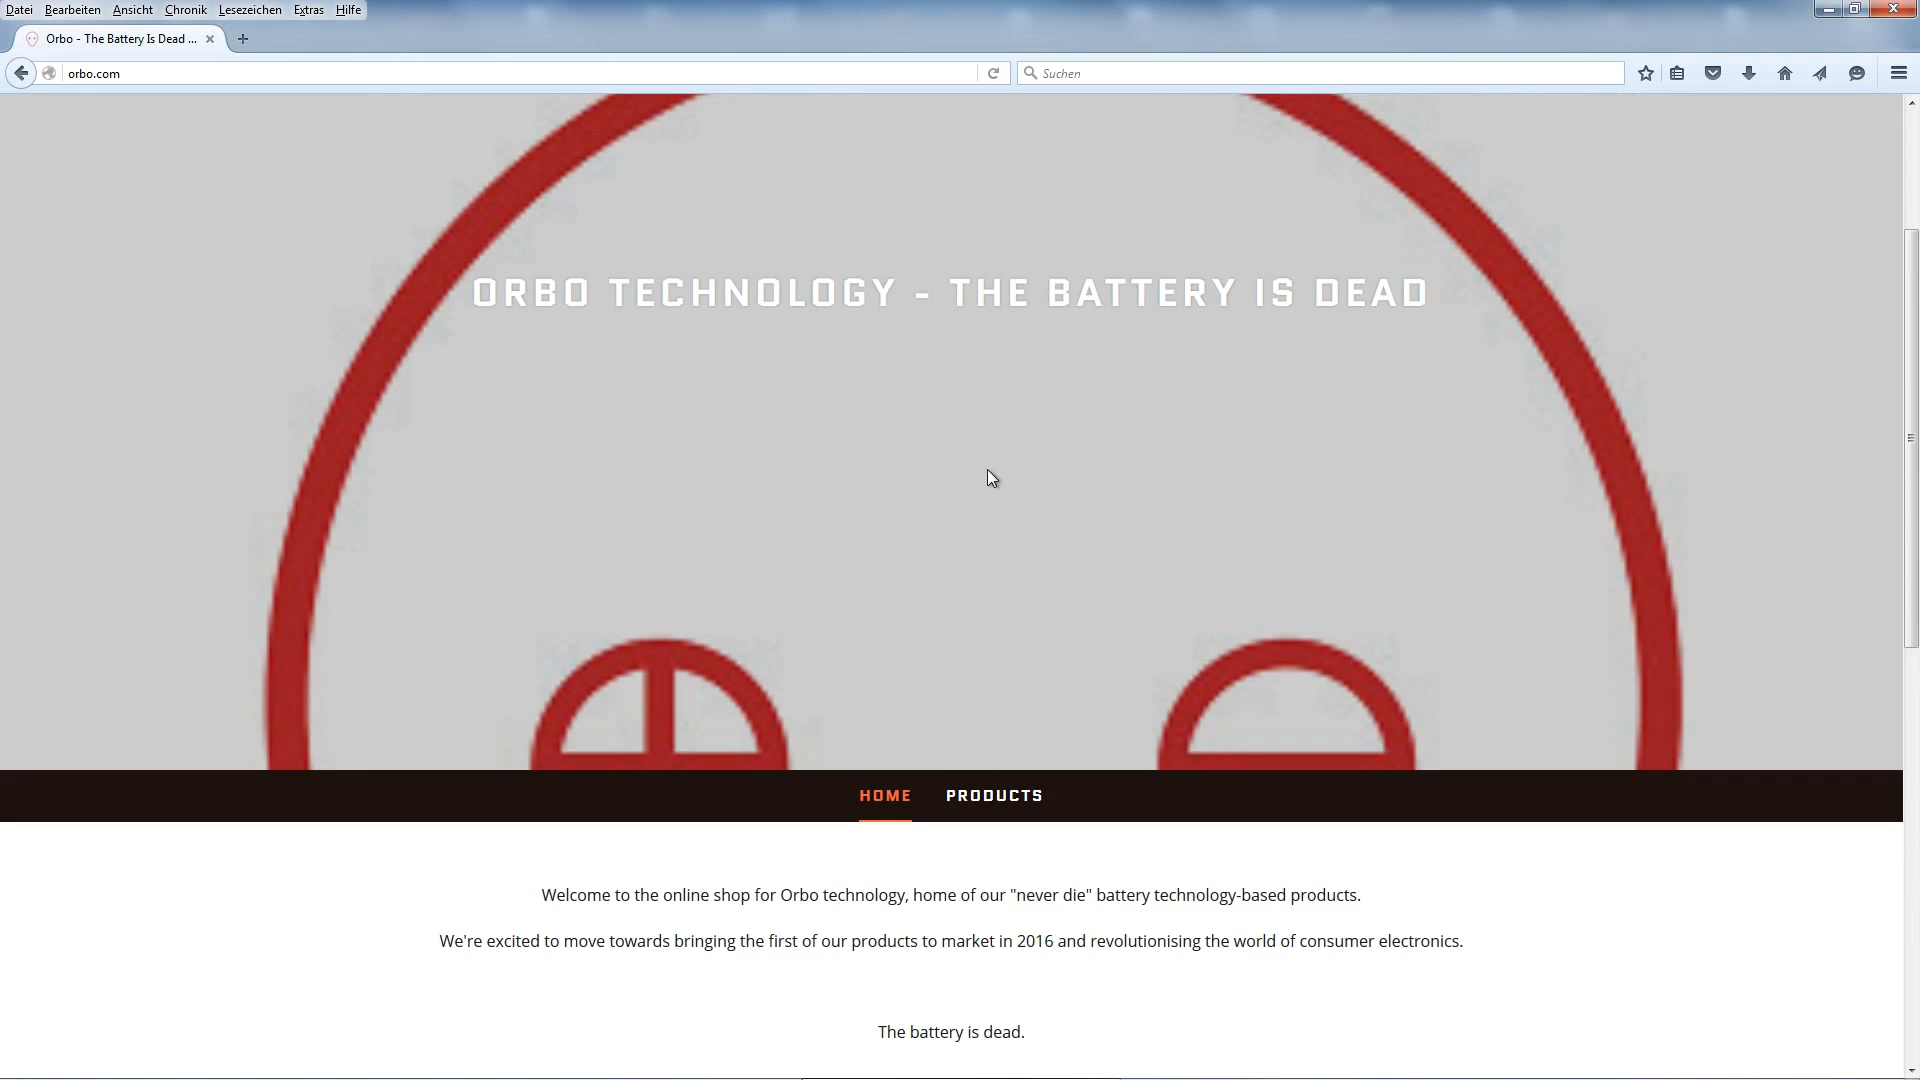 Datei Bearbeiten Ansicht Chronik Lesezeichen Extras Hilfe
Orbo - The Battery Is Dead ...
orbo.com
Suchen
ORBO TECHNOLOGY - THE BATTERY IS DEAD
HOME PRODUCTS
Welcome to the online shop for Orbo technology, home of our "never die" battery technology-based products.
We're excited to move towards bringing the first of our products to market in 2016 and revolutionising the world of consumer electronics.
The battery is dead.